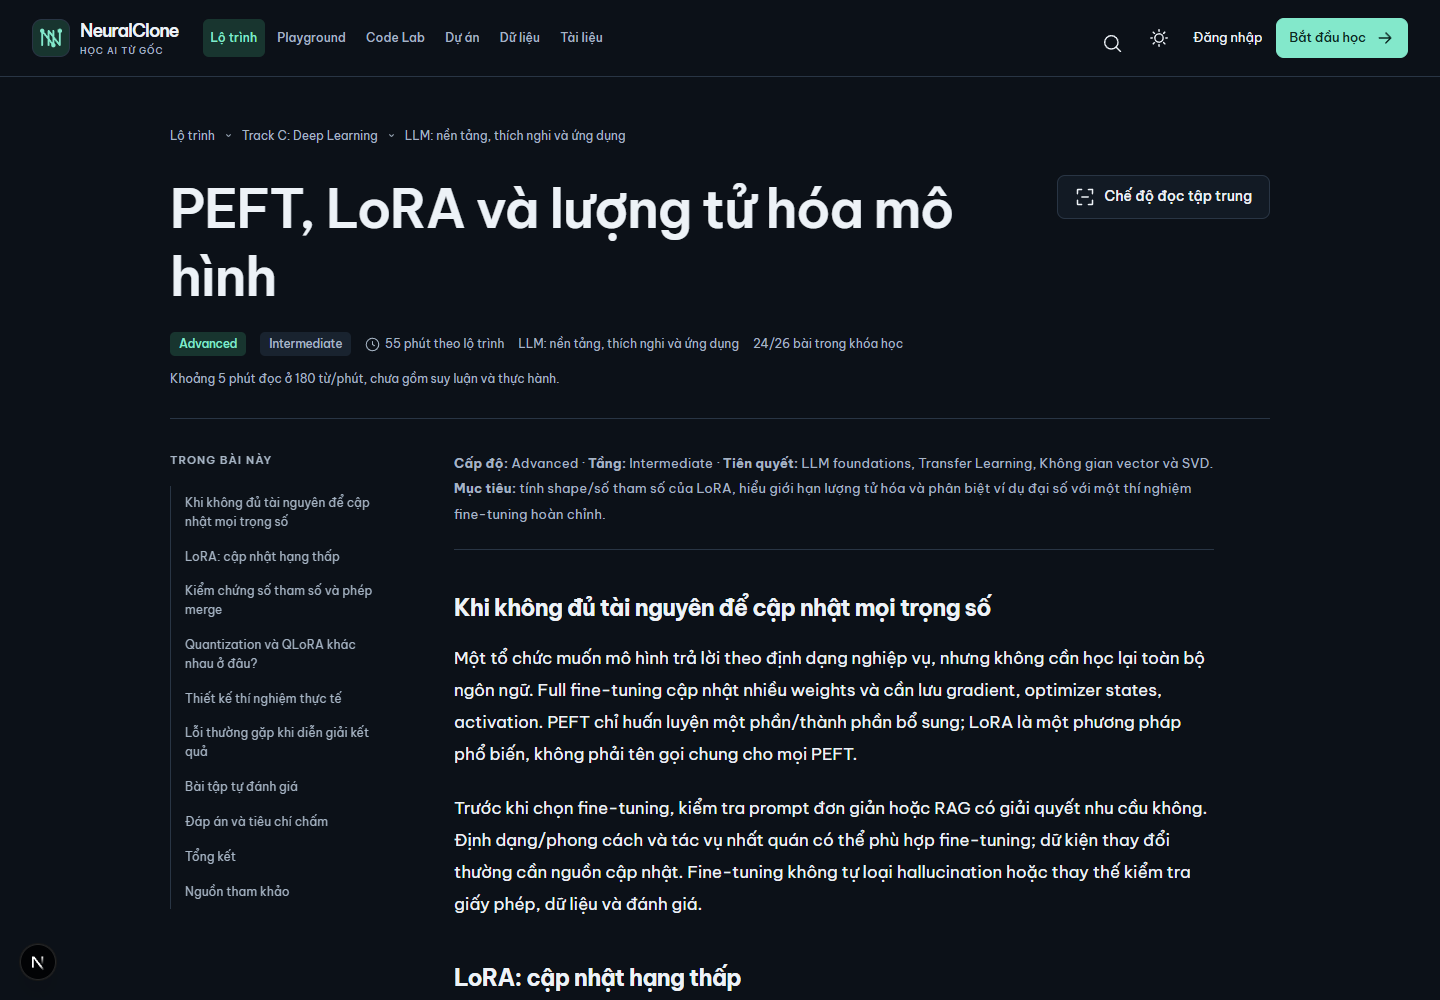 NeuralClone
HỌC AI TỪ GỐC
Lộ trình
Playground
Code Lab
Dự án
Dữ liệu
Tài liệu
Đăng nhập
Bắt đầu học
Lộ trình
Track C: Deep Learning
LLM: nền tảng, thích nghi và ứng dụng
PEFT, LoRA và lượng tử hóa mô
hình
Chế độ đọc tập trung
Advanced
Intermediate
55 phút theo lộ trình
LLM: nền tảng, thích nghi và ứng dụng
24/26 bài trong khóa học
Khoảng 5 phút đọc ở 180 từ/phút, chưa gồm suy luận và thực hành.
TRONG BÀI NÀY
Khi không đủ tài nguyên để cập
nhật mọi trọng số
LoRA: cập nhật hạng thấp
Kiểm chứng số tham số và phép
merge
Quantization và QLoRA khác
nhau ở đâu?
Thiết kế thí nghiệm thực tế
Lỗi thường gặp khi diễn giải kết
quả
Bài tập tự đánh giá
Đáp án và tiêu chí chấm
Tổng kết
Nguồn tham khảo
Cấp độ: Advanced · Tầng: Intermediate · Tiên quyết: LLM foundations, Transfer Learning, Không gian vector và SVD.
Mục tiêu: tính shape/số tham số của LoRA, hiểu giới hạn lượng tử hóa và phân biệt ví dụ đại số với một thí nghiệm
fine-tuning hoàn chỉnh.
Khi không đủ tài nguyên để cập nhật mọi trọng số
Một tổ chức muốn mô hình trả lời theo định dạng nghiệp vụ, nhưng không cần học lại toàn bộ
ngôn ngữ. Full fine-tuning cập nhật nhiều weights và cần lưu gradient, optimizer states,
activation. PEFT chỉ huấn luyện một phần/thành phần bổ sung; LoRA là một phương pháp
phổ biến, không phải tên gọi chung cho mọi PEFT.
Trước khi chọn fine-tuning, kiểm tra prompt đơn giản hoặc RAG có giải quyết nhu cầu không.
Định dạng/phong cách và tác vụ nhất quán có thể phù hợp fine-tuning; dữ kiện thay đổi
thường cần nguồn cập nhật. Fine-tuning không tự loại hallucination hoặc thay thế kiểm tra
giấy phép, dữ liệu và đánh giá.
LoRA: cập nhật hạng thấp